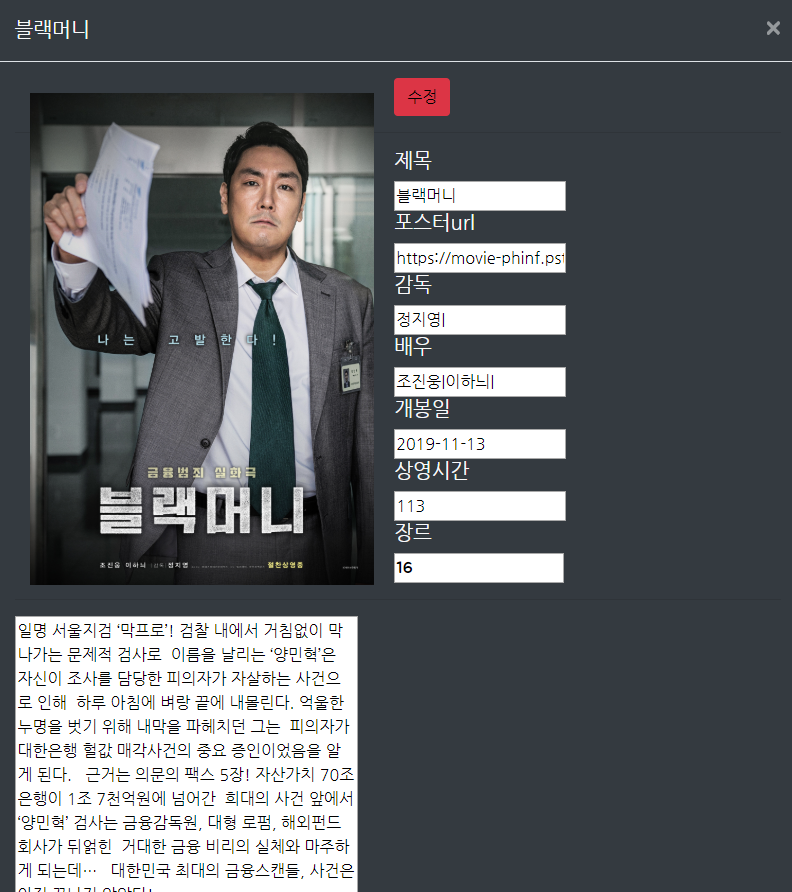 블랙머니
×
수정
나는 고발한다!
금융범죄 실화극
블랙머니
조진웅 이하늬 정지영 절찬상영중
제목
블랙머니
포스터url
https://movie-phinf.pst
감독
정지영|
배우
조진웅|이하늬|
개봉일
2019-11-13
상영시간
113
장르
16
일명 서울지검 ‘막프로’! 검찰 내에서 거침없이 막
나가는 문제적 검사로 이름을 날리는 ‘양민혁’은
자신이 조사를 담당한 피의자가 자살하는 사건으
로 인해 하루 아침에 벼랑 끝에 내몰린다. 억울한
누명을 벗기 위해 내막을 파헤치던 그는 피의자가
대한은행 헐값 매각사건의 중요 증인이었음을 알
게 된다. 근거는 의문의 팩스 5장! 자산가치 70조
은행이 1조 7천억원에 넘어간 희대의 사건 앞에서
‘양민혁’ 검사는 금융감독원, 대형 로펌, 해외펀드
회사가 뒤얽힌 거대한 금융 비리의 실체와 마주하
게 되는데… 대한민국 최대의 금융스캔들, 사건은